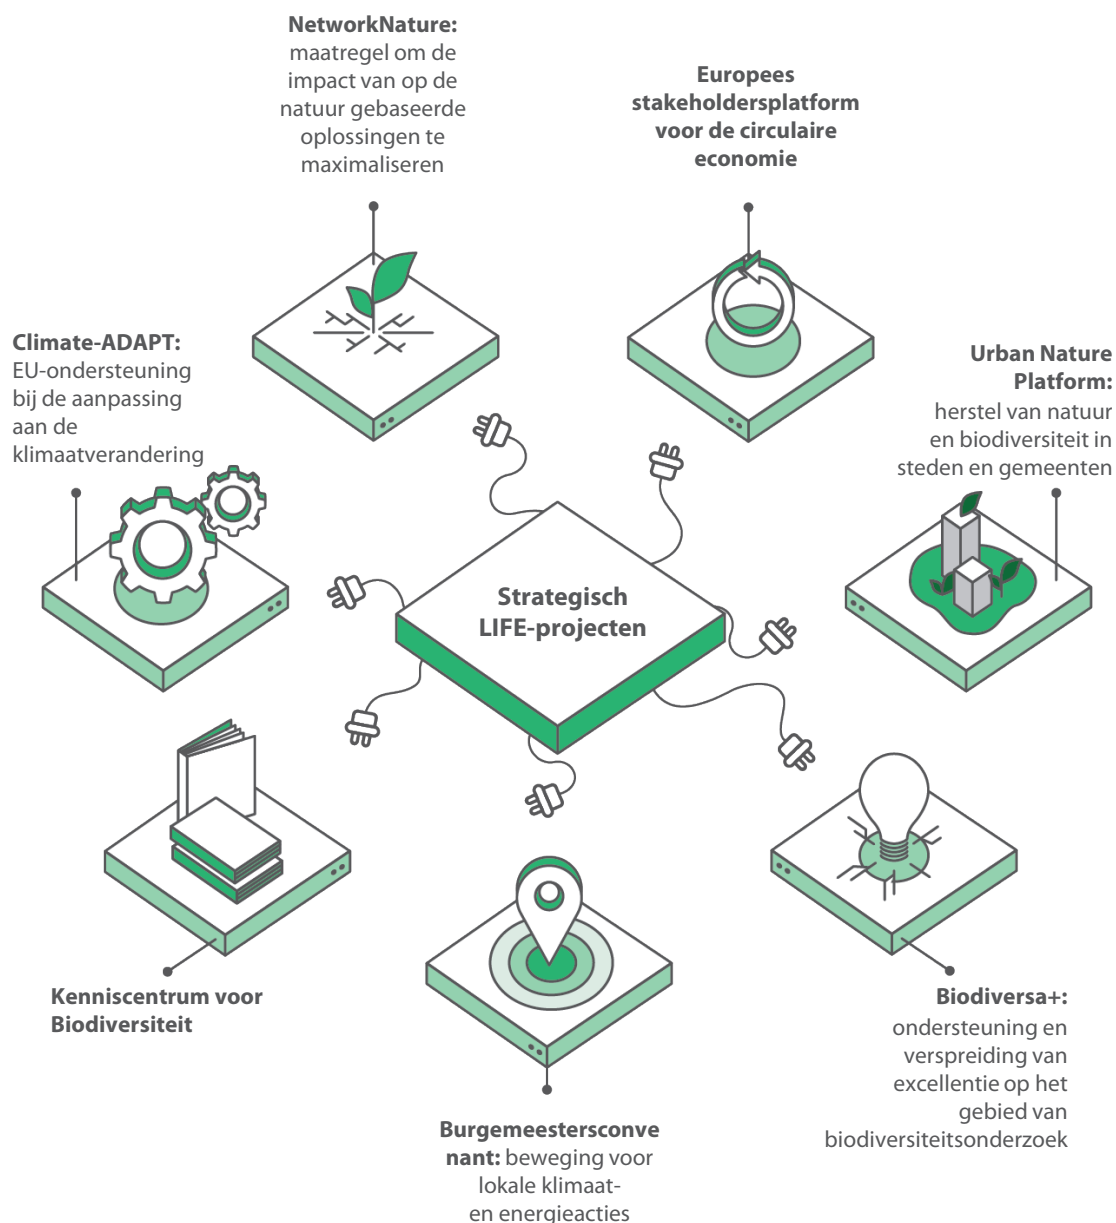 NetworkNature:
maatregel om de
impact van op de
natuur gebaseerde
oplossingen te
maximaliseren
Europees
stakeholdersplatform
voor de circulaire
economie
Climate-ADAPT:
EU-ondersteuning
bij de aanpassing
aan de
klimaatverandering
Urban Nature
Platform:
herstel van natuur
en biodiversiteit in
steden en gemeenten
Strategisch
LIFE-projecten
Kenniscentrum voor
Biodiversiteit
Burgemeestersconve
nant: beweging voor
lokale klimaat-
en energieacties
Biodiversa+:
ondersteuning en
verspreiding van
excellentie op het
gebied van
biodiversiteitsonderzoek